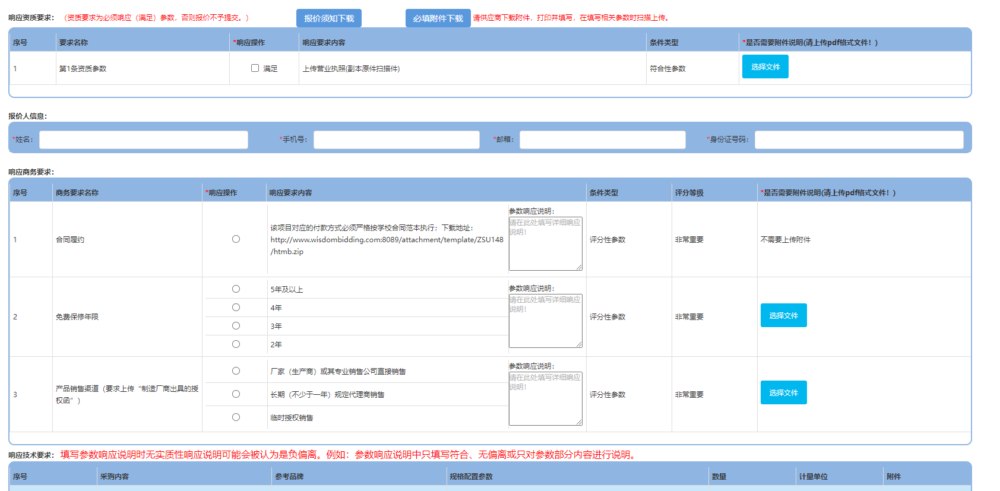 响应资质要求： （资质要求为必须响应（满足）参数，否则报价不予提交。） 报价须知下载 必填附件下载 请供应商下载附件，打印并填写，在填写相关参数时扫描上传。
序号 要求名称 *响应操作 响应要求内容 条件类型 *是否需要附件说明(请上传pdf格式文件！)
1 第1条资质参数 满足 上传营业执照(副本原件扫描件) 符合性参数 选择文件
报价人信息：
*姓名： *手机号： *邮箱： *身份证号码：
响应商务要求：
序号 商务要求名称 *响应操作 响应要求内容 条件类型 评分等级 *是否需要附件说明(请上传pdf格式文件！)
参数响应说明：
请在此处填写详细响应
说明！
1 合同履约
该项目对应的付款方式必须严格按学校合同范本执行；下载地址：
http://www.wisdombidding.com:8089/attachment/template/ZSU148
/htmb.zip
评分性参数 非常重要 不需要上传附件
2 免费保修年限
5年及以上
4年
3年
2年
参数响应说明：
请在此处填写详细响应
说明！
评分性参数 非常重要 选择文件
3 产品销售渠道（要求上传“制造厂商出具的授
权函”）
厂家（生产商）或其专业销售公司直接销售
长期（不少于一年）规定代理商销售
临时授权销售
参数响应说明：
请在此处填写详细响应
说明！
评分性参数 非常重要 选择文件
响应技术要求： 填写参数响应说明时无实质性响应说明可能会被认为是负偏离。例如：参数响应说明中只填写符合、无偏离或只对参数部分内容进行说明。
序号 采购内容 参考品牌 规格配置参数 数量 计量单位 附件